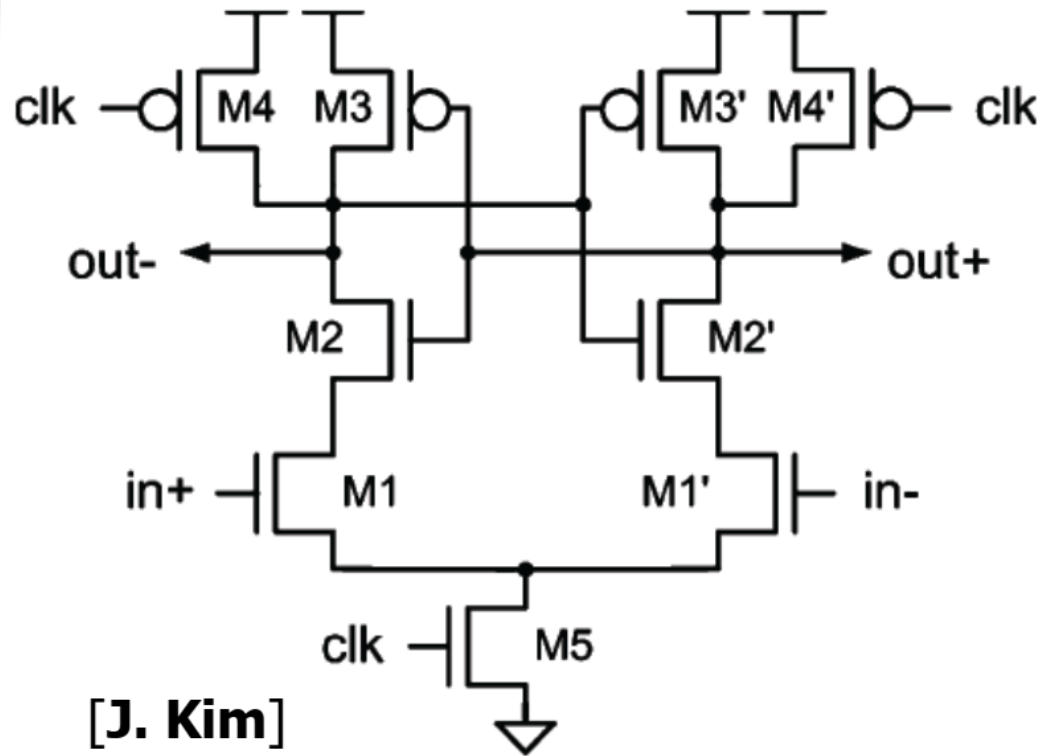 clk M4 M3 M3' M4' clk
out- out+
M2 M2'
in+ M1 M1' in-
clk M5
[J. Kim]